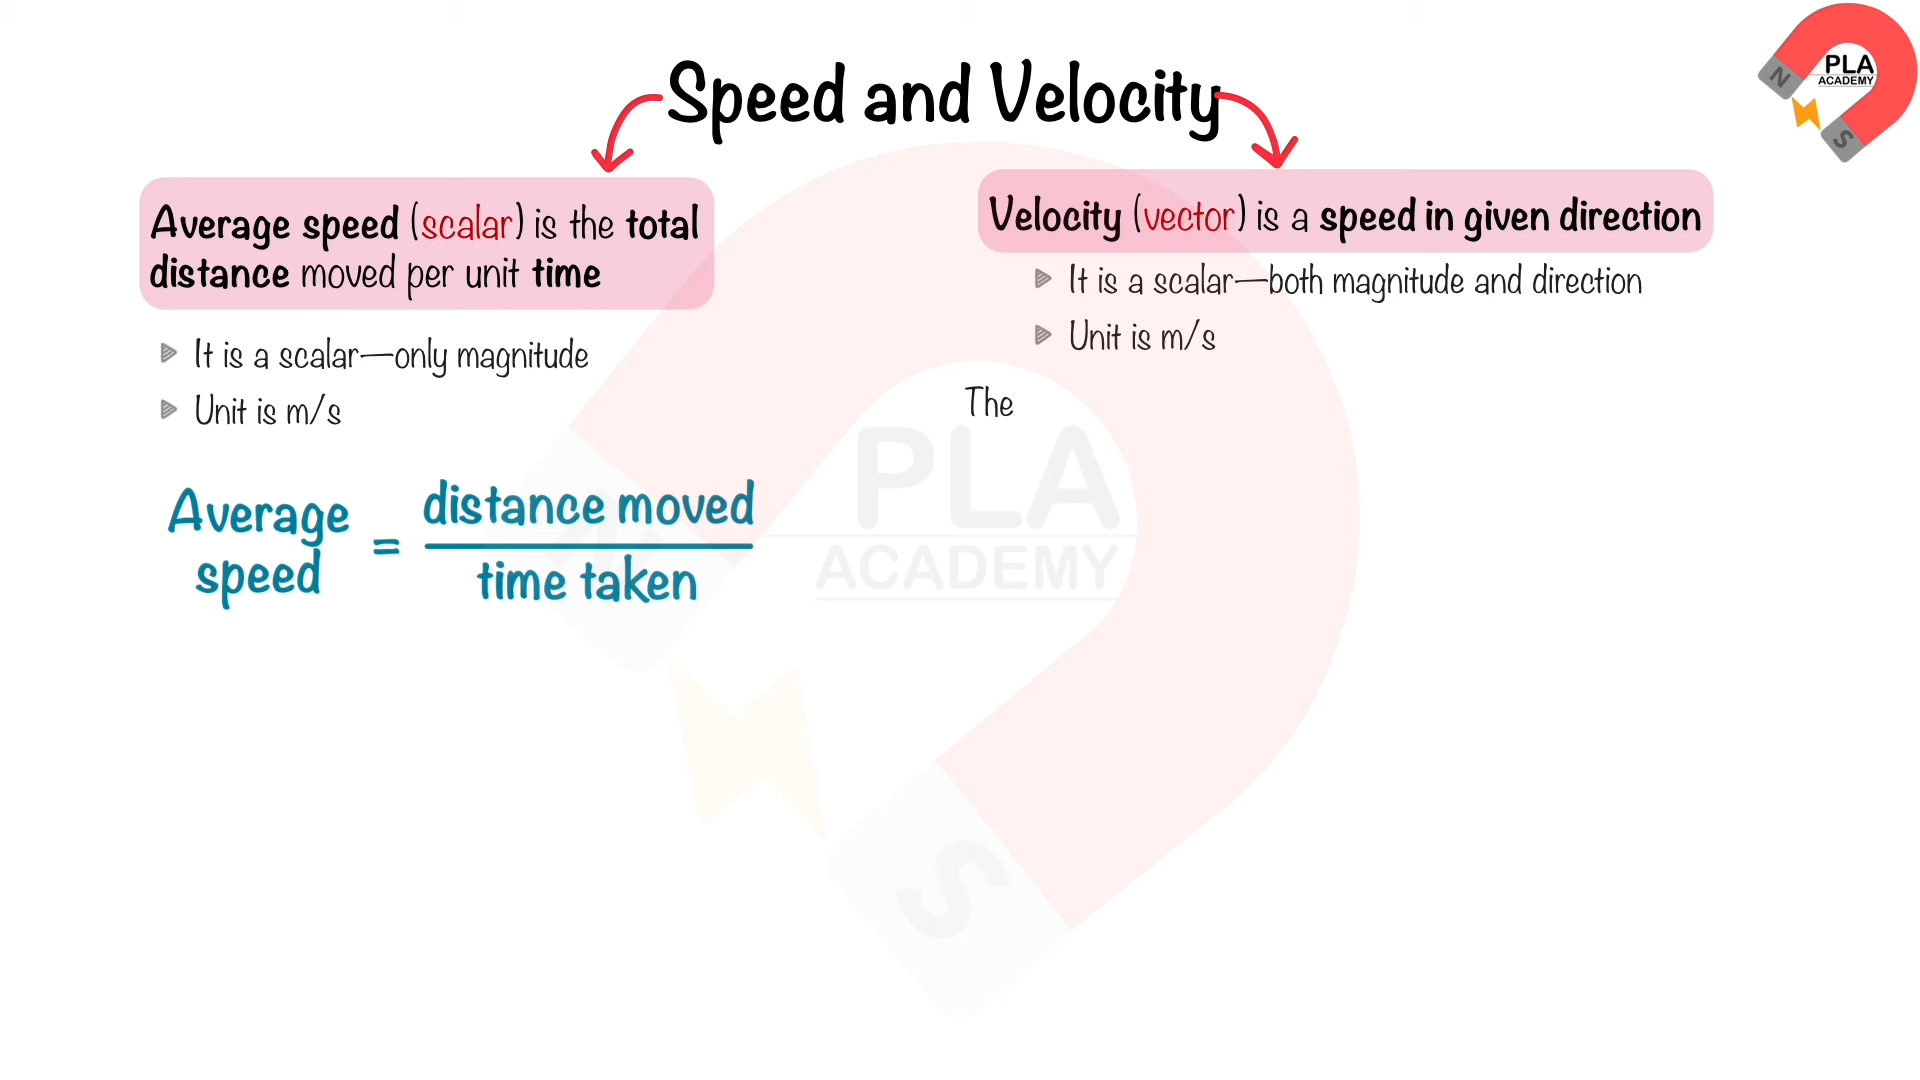 Speed and Velocity
PLA
ACADEMY
N
S
Average speed (scalar) is the total
distance moved per unit time
It is a scalar—only magnitude
Unit is m/s
Average
speed
=
distance moved
time taken
Velocity (vector) is a speed in given direction
It is a scalar—both magnitude and direction
Unit is m/s
The
PLA
ACADEMY
N
S